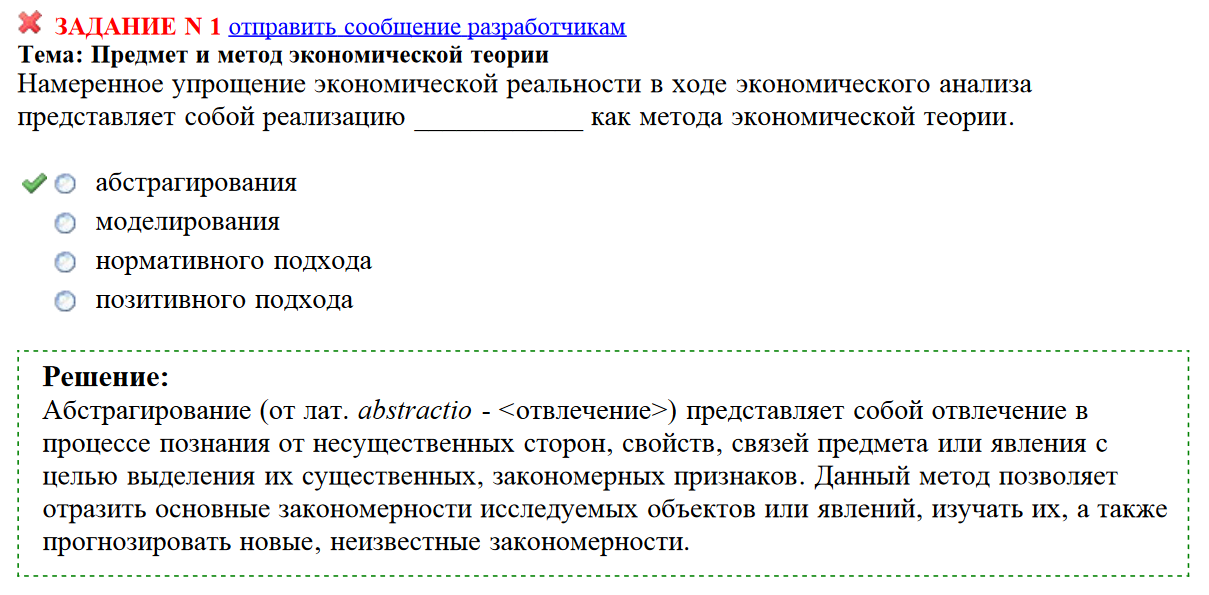 ЗАДАНИЕ N 1 отправить сообщение разработчикам
Тема: Предмет и метод экономической теории
Намеренное упрощение экономической реальности в ходе экономического анализа
представляет собой реализацию ____________ как метода экономической теории.
абстрагирования
моделирования
нормативного подхода
позитивного подхода
Решение:
Абстрагирование (от лат. abstractio - <отвлечение>) представляет собой отвлечение в
процессе познания от несущественных сторон, свойств, связей предмета или явления с
целью выделения их существенных, закономерных признаков. Данный метод позволяет
отразить основные закономерности исследуемых объектов или явлений, изучать их, а также
прогнозировать новые, неизвестные закономерности.